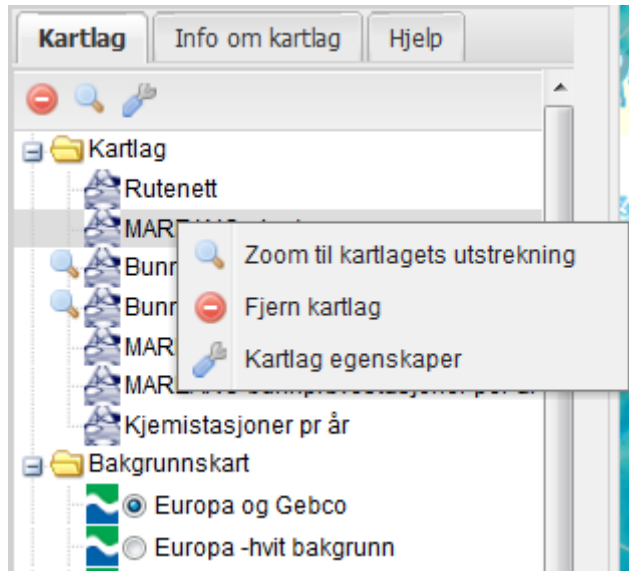 Kartlag Info om kartlag Hjelp
Kartlag
Rutenett
Zoom til kartlagets utstrekning
Fjern kartlag
Kartlag egenskaper
Kjemistasjoner pr år
Bakgrunnskart
Europa og Gebco
Europa -hvit bakgrunn